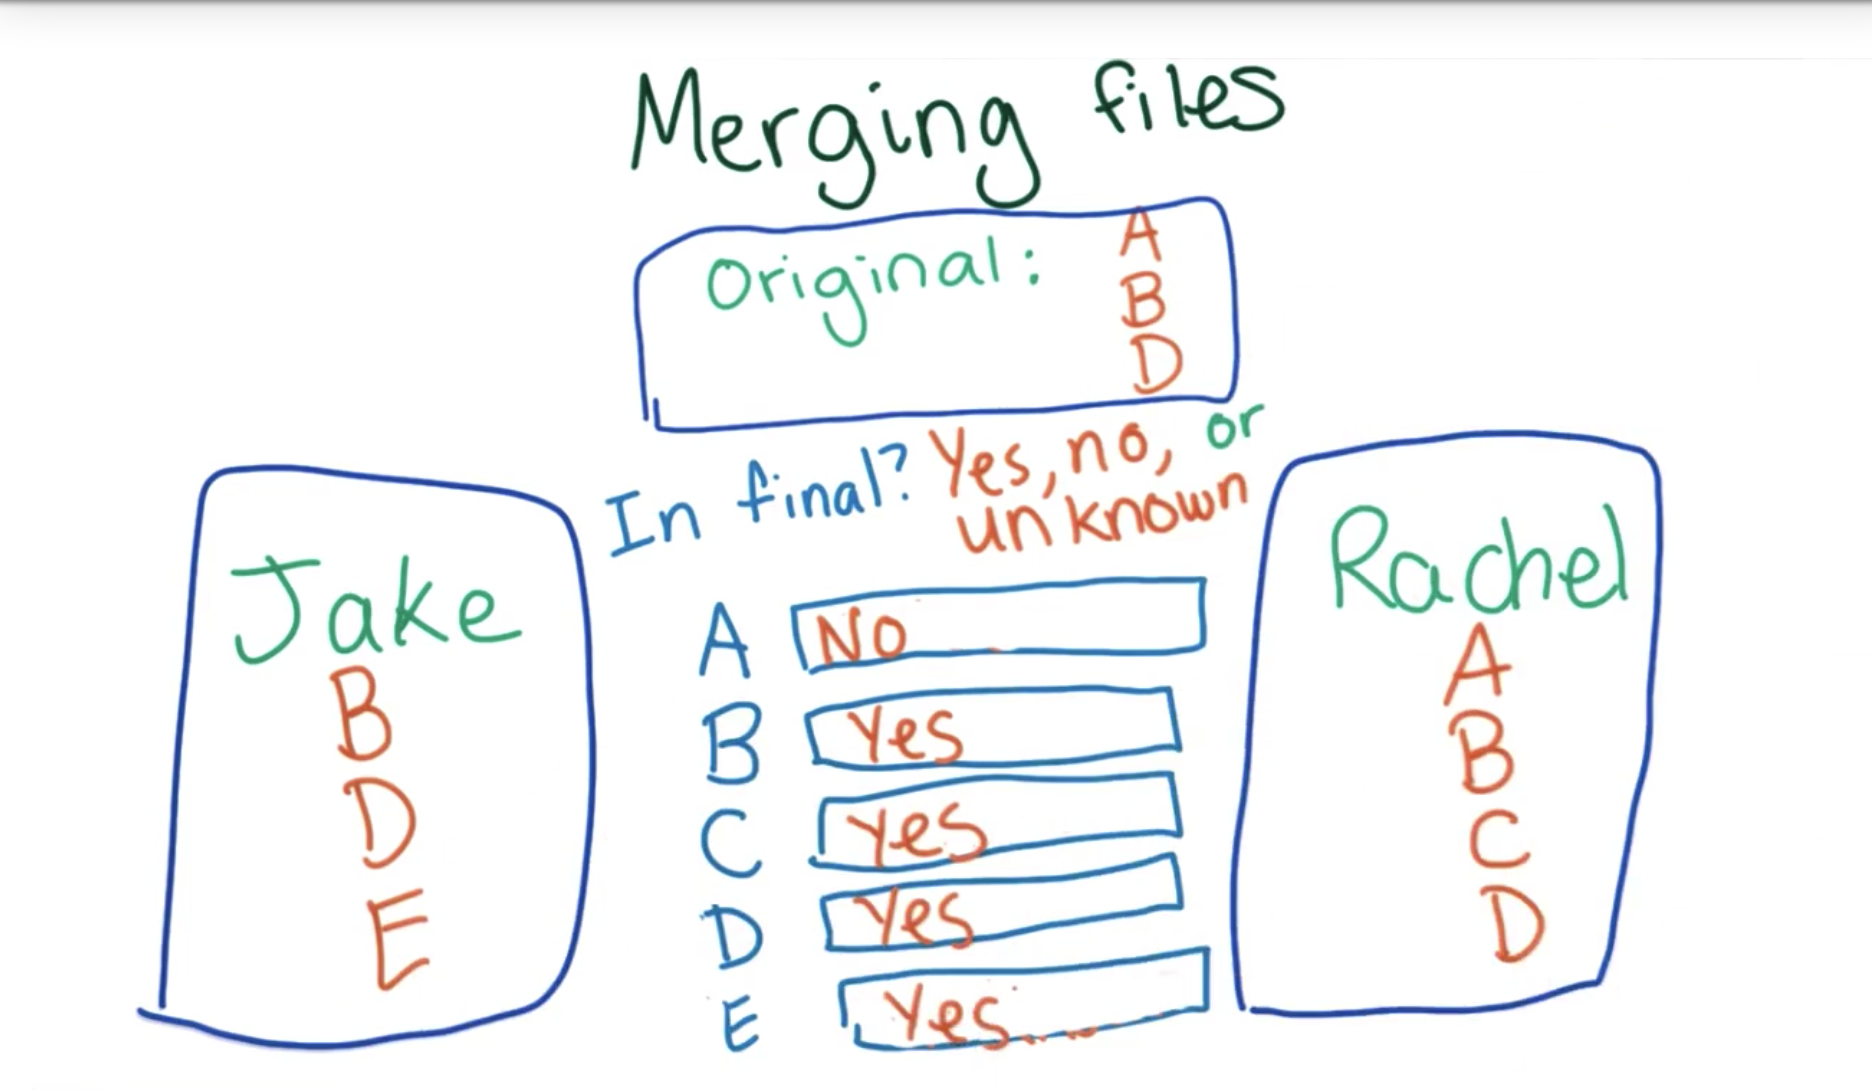 Merging files
Original:
A
B
D
In final? Yes, no, or
unknown
Jake
B
D
E
A No
B Yes
C Yes
D Yes
E Yes
Rachel
A
B
C
D